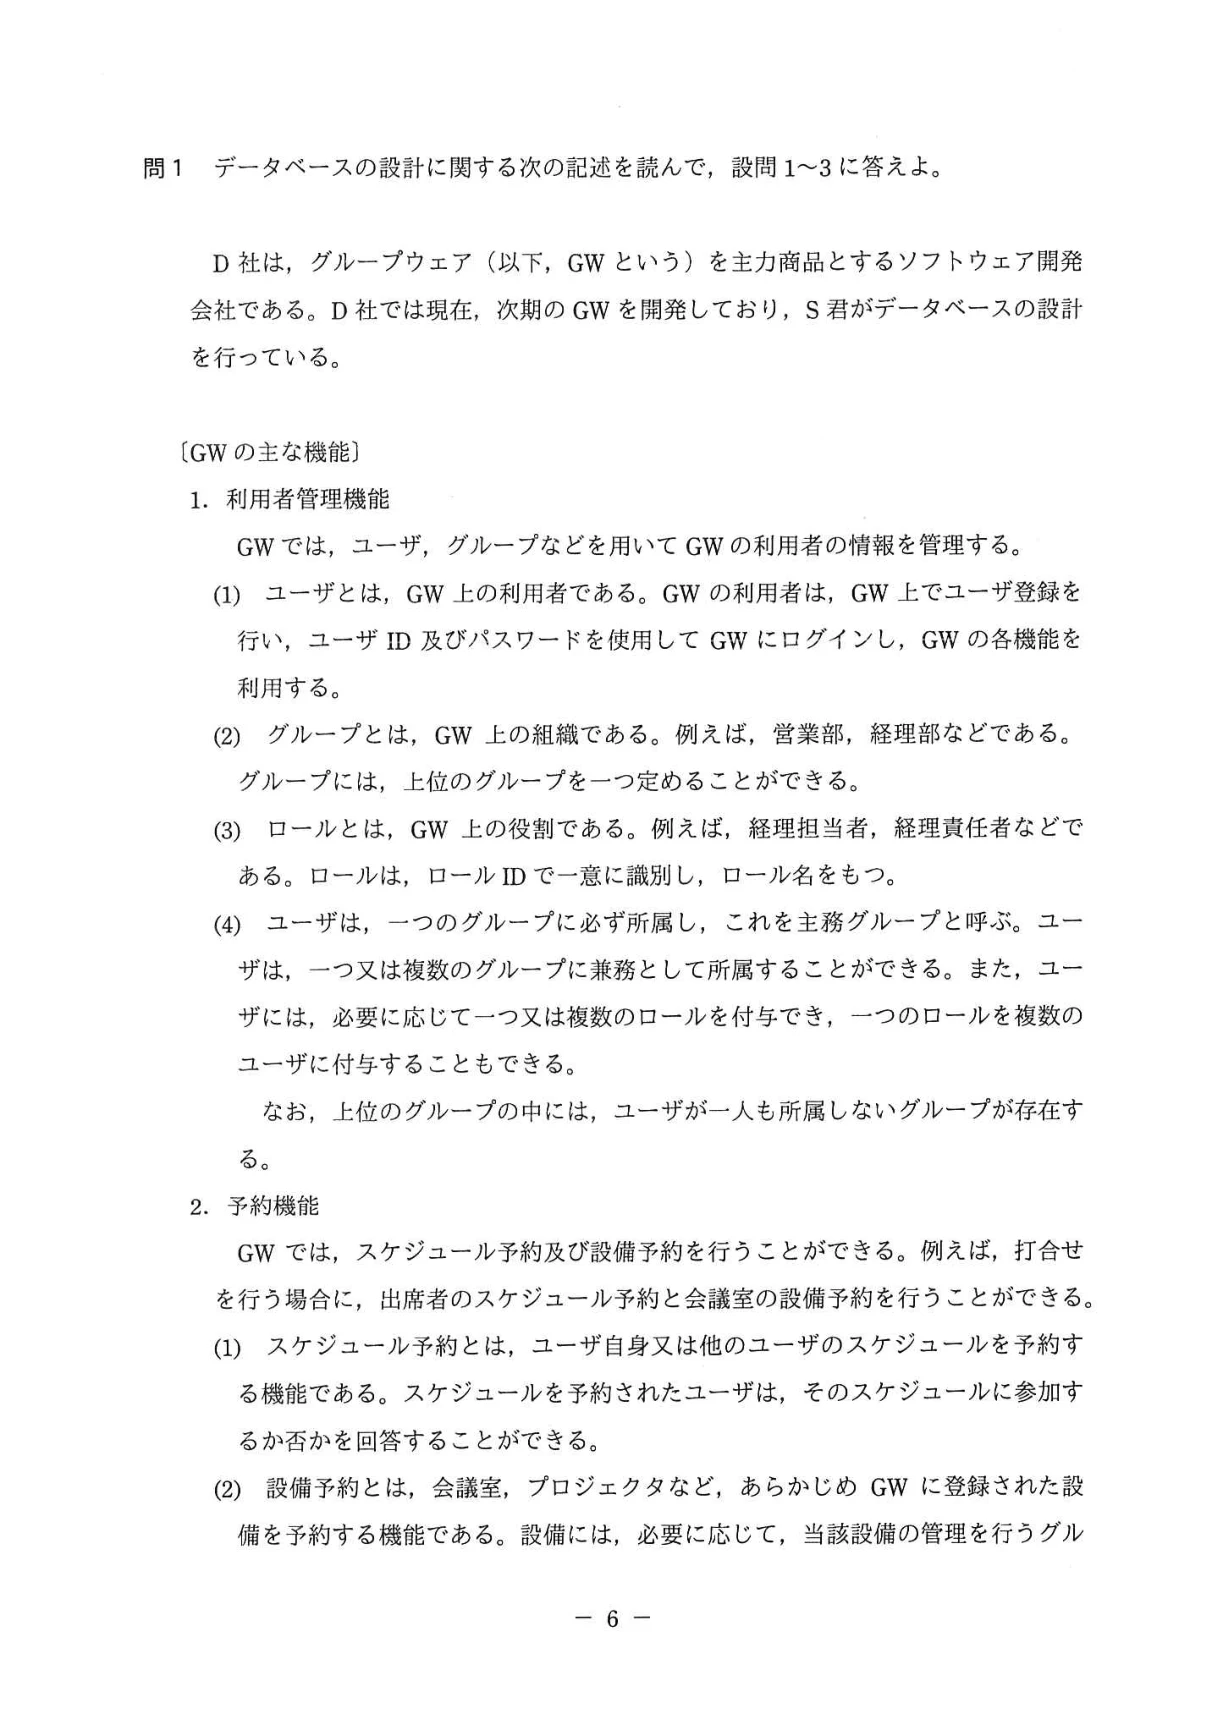 問1 データベースの設計に関する次の記述を読んで，設問1～3に答えよ。
D社は，グループウェア（以下，GWという）を主力商品とするソフトウェア開発
会社である。D社では現在，次期のGWを開発しており，S君がデータベースの設計
を行っている。
〔GWの主な機能〕
1. 利用者管理機能
GWでは，ユーザ，グループなどを用いてGWの利用者の情報を管理する。
(1) ユーザとは，GW上の利用者である。GWの利用者は，GW上でユーザ登録を
行い，ユーザID及びパスワードを使用してGWにログインし，GWの各機能を
利用する。
(2) グループとは，GW上の組織である。例えば，営業部，経理部などである。
グループには，上位のグループを一つ定めることができる。
(3) ロールとは，GW上の役割である。例えば，経理担当者，経理責任者などで
ある。ロールは，ロールIDで一意に識別し，ロール名をもつ。
(4) ユーザは，一つのグループに必ず所属し，これを主務グループと呼ぶ。ユー
ザは，一つ又は複数のグループに兼務として所属することができる。また，ユー
ザには，必要に応じて一つ又は複数のロールを付与でき，一つのロールを複数の
ユーザに付与することもできる。
なお，上位のグループの中には，ユーザが一人も所属しないグループが存在す
る。
2. 予約機能
GWでは，スケジュール予約及び設備予約を行うことができる。例えば，打合せ
を行う場合に，出席者のスケジュール予約と会議室の設備予約を行うことができる。
(1) スケジュール予約とは，ユーザ自身又は他のユーザのスケジュールを予約す
る機能である。スケジュールを予約されたユーザは，そのスケジュールに参加す
るか否かを回答することができる。
(2) 設備予約とは，会議室，プロジェクタなど，あらかじめGWに登録された設
備を予約する機能である。設備には，必要に応じて，当該設備の管理を行うグル
－ 6 －